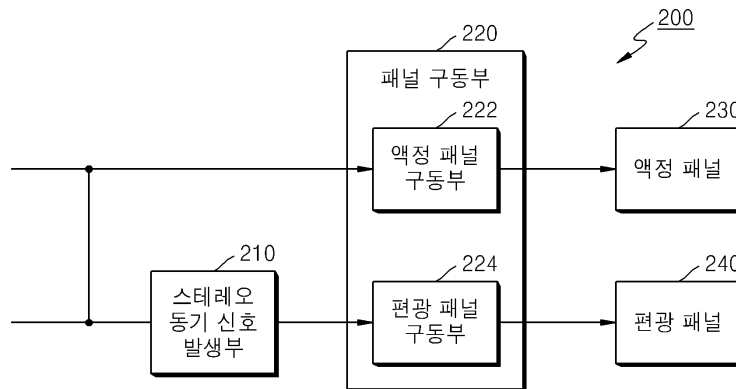 200
220
패널 구동부
222
액정 패널
구동부
230
액정 패널
210
스테레오
동기 신호
발생부
224
편광 패널
구동부
240
편광 패널